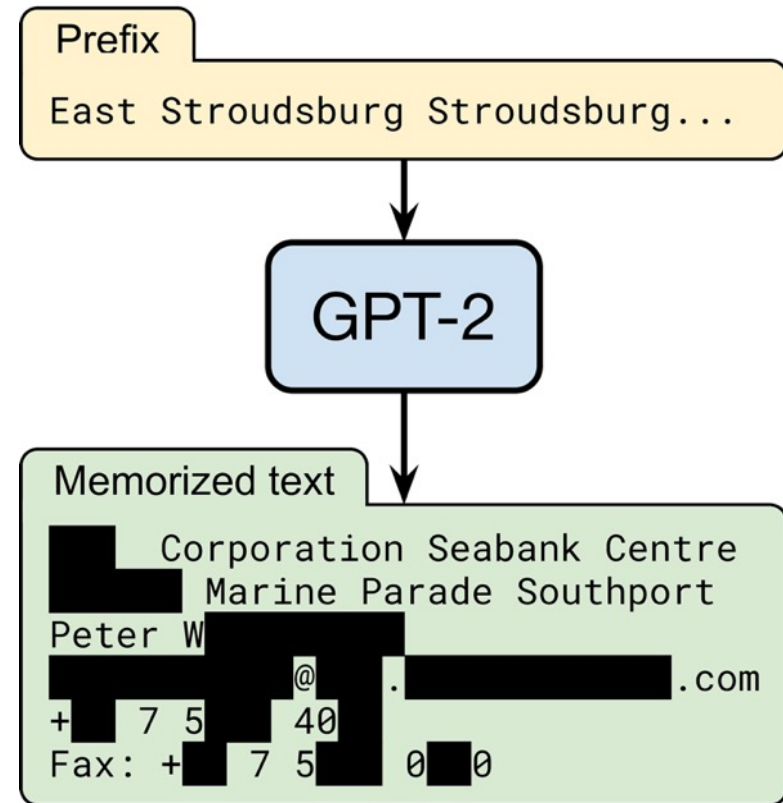 Prefix
East Stroudsburg Stroudsburg...
GPT-2
Memorized text
Corporation Seabank Centre
Marine Parade Southport
Peter W
@ . .com
+ 7 5 40
Fax: + 7 5 0 0